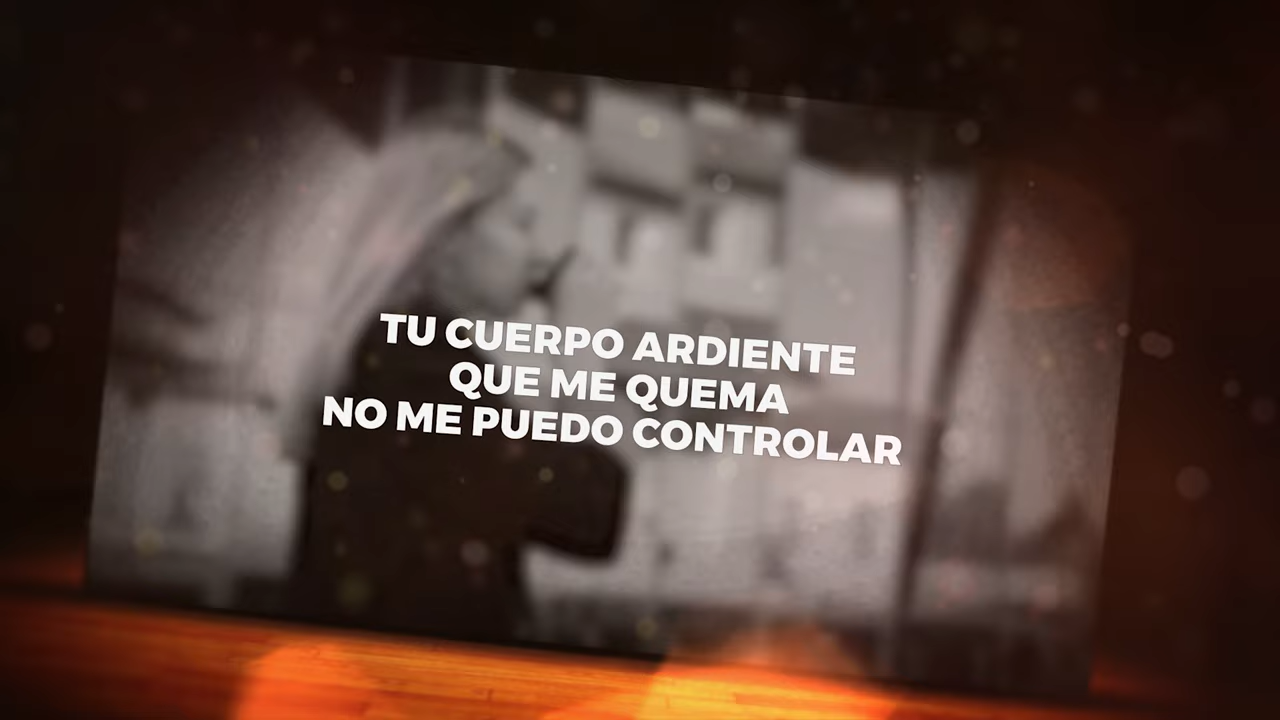 TU CUERPO ARDIENTE
QUE ME QUEMA
NO ME PUEDO CONTROLAR